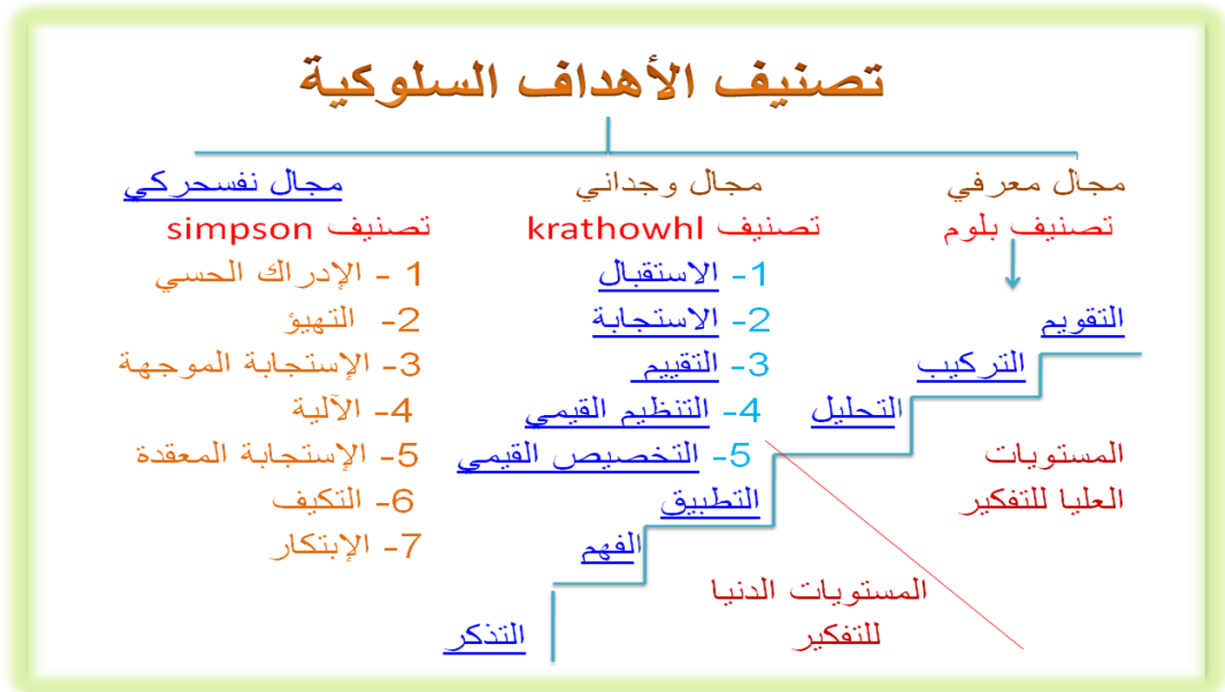 تصنيف الأهداف السلوكية
مجال معرفي
تصنيف بلوم
التقويم
التركيب
التحليل
التطبيق
الفهم
التذكر
المستويات
العليا للتفكير
المستويات الدنيا
للتفكير
مجال وجداني
تصنيف krathowhl
1- الاستقبال
2- الاستجابة
3- التقييم
4- التنظيم القيمي
5- التخصيص القيمي
مجال نفسحركي
تصنيف simpson
1 - الإدراك الحسي
2- التهيؤ
3- الإستجابة الموجهة
4- الآلية
5- الإستجابة المعقدة
6- التكيف
7- الإبتكار